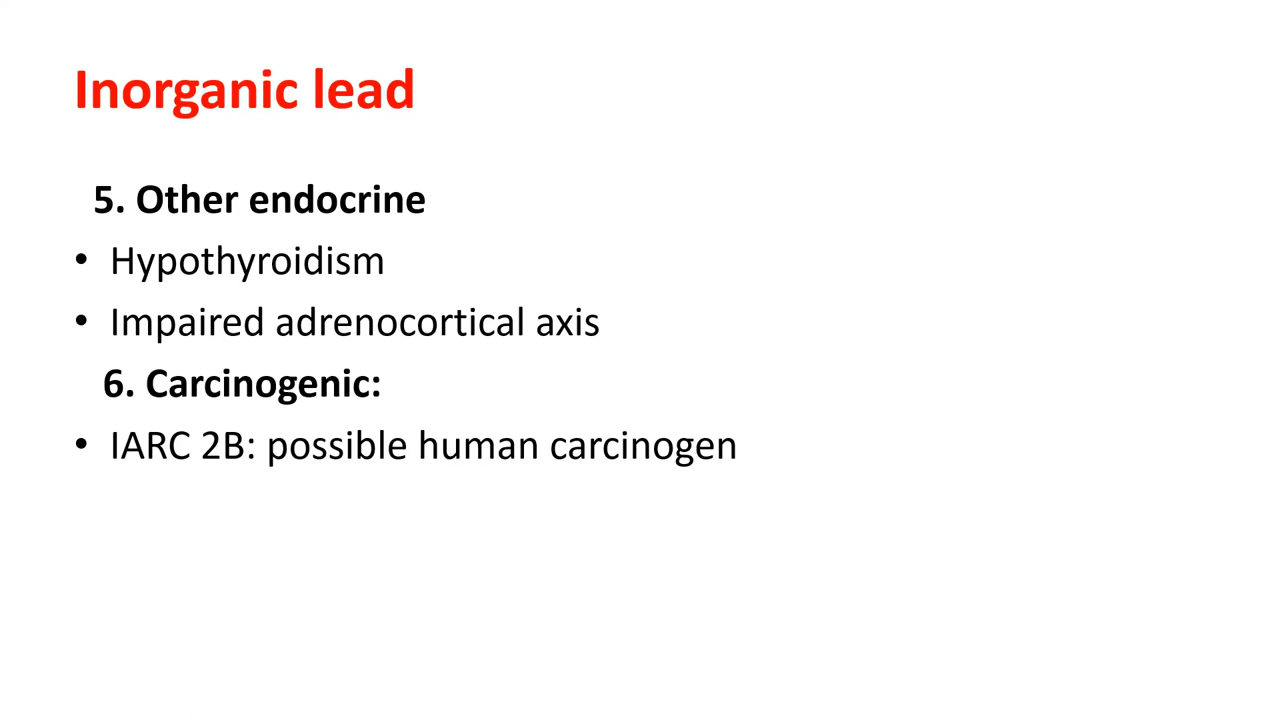 Inorganic lead
5. Other endocrine
• Hypothyroidism
• Impaired adrenocortical axis
6. Carcinogenic:
• IARC 2B: possible human carcinogen